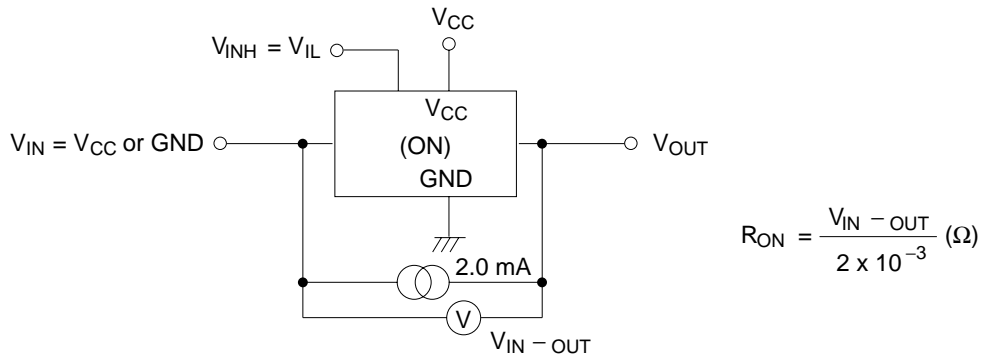 V_CC
V_INH = V_IL
V_CC
V_IN = V_CC or GND
(ON)
V_OUT
GND
R_ON = V_IN – OUT / 2 x 10^–3 (Ω)
2.0 mA
V
V_IN – OUT